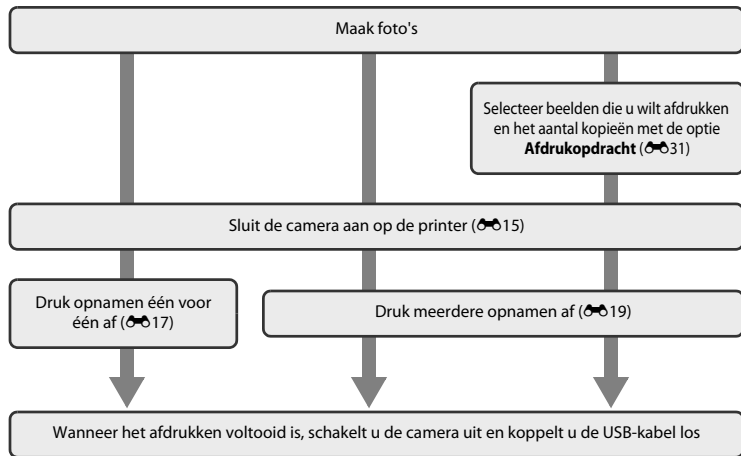 Maak foto's
Selecteer beelden die u wilt afdrukken
en het aantal kopieën met de optie
Afdrukopdracht (31)
Sluit de camera aan op de printer (15)
Druk opnamen één voor
één af (17)
Druk meerdere opnamen af (19)
Wanneer het afdrukken voltooid is, schakelt u de camera uit en koppelt u de USB-kabel los